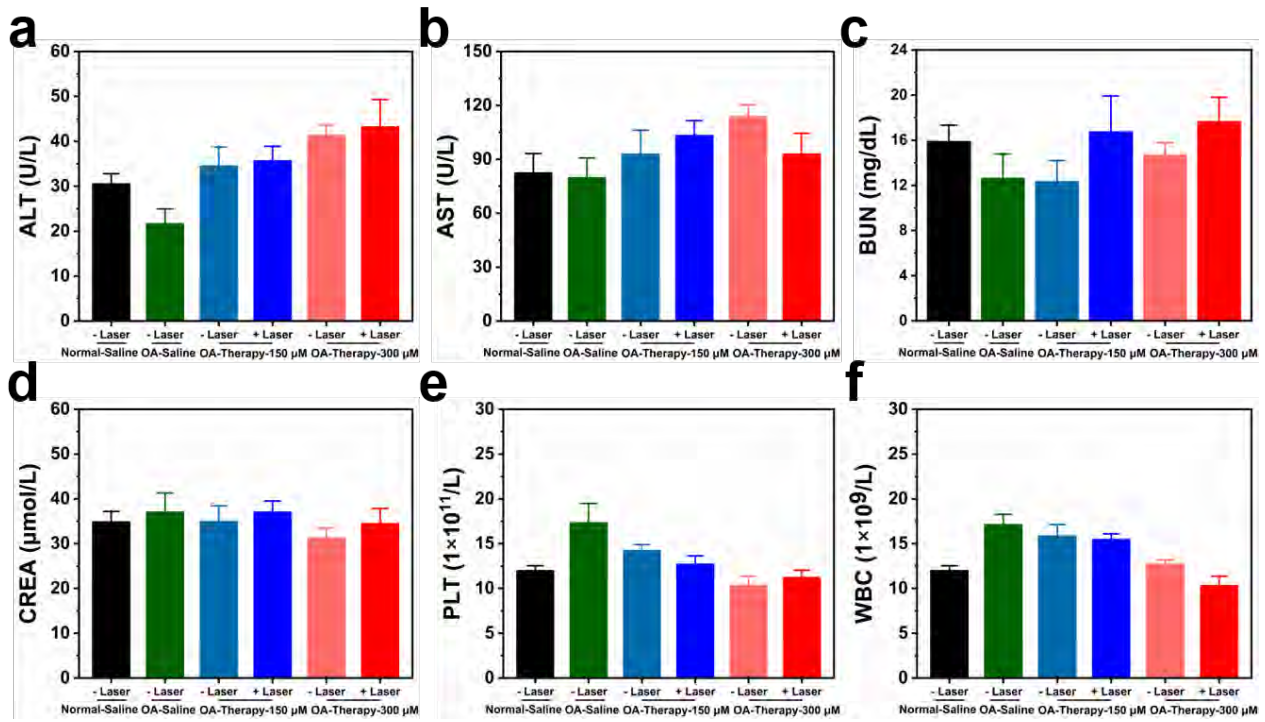 a
60
50
40
30
20
10
0
ALT (U/L)
- Laser - Laser - Laser + Laser - Laser + Laser
Normal-Saline OA-Saline OA-Therapy-150 μM OA-Therapy-300 μM
b
150
120
90
60
30
0
AST (U/L)
- Laser - Laser - Laser + Laser - Laser + Laser
Normal-Saline OA-Saline OA-Therapy-150 μM OA-Therapy-300 μM
c
24
20
16
12
8
4
0
BUN (mg/dL)
- Laser - Laser - Laser + Laser - Laser + Laser
Normal-Saline OA-Saline OA-Therapy-150 μM OA-Therapy-300 μM
d
60
50
40
30
20
10
0
CREA (μmol/L)
- Laser - Laser - Laser + Laser - Laser + Laser
Normal-Saline OA-Saline OA-Therapy-150 μM OA-Therapy-300 μM
e
30
25
20
15
10
5
0
PLT (1×10¹¹/L)
- Laser - Laser - Laser + Laser - Laser + Laser
Normal-Saline OA-Saline OA-Therapy-150 μM OA-Therapy-300 μM
f
30
25
20
15
10
5
0
WBC (1×10⁹/L)
- Laser - Laser - Laser + Laser - Laser + Laser
Normal-Saline OA-Saline OA-Therapy-150 μM OA-Therapy-300 μM